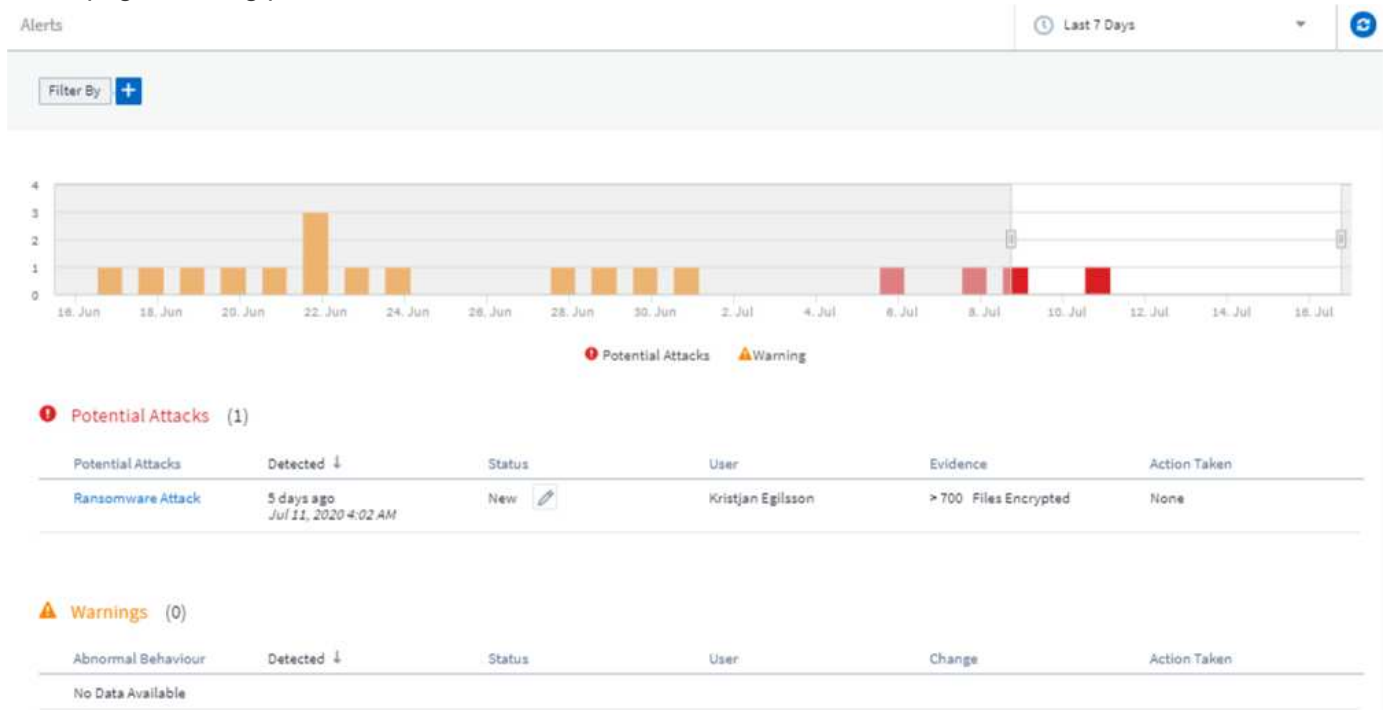 Alerts
Last 7 Days
Filter By +
4
3
2
1
0
16. Jun 18. Jun 20. Jun 22. Jun 24. Jun 26. Jun 28. Jun 30. Jun 2. Jul 4. Jul 6. Jul 8. Jul 10. Jul 12. Jul 14. Jul 16. Jul
Potential Attacks Warning
Potential Attacks (1)
Potential Attacks Detected ↓ Status User Evidence Action Taken
Ransomware Attack 5 days ago New Kristjan Egilsson > 700 Files Encrypted None
Jul 11, 2020 4:02 AM
Warnings (0)
Abnormal Behaviour Detected ↓ Status User Change Action Taken
No Data Available